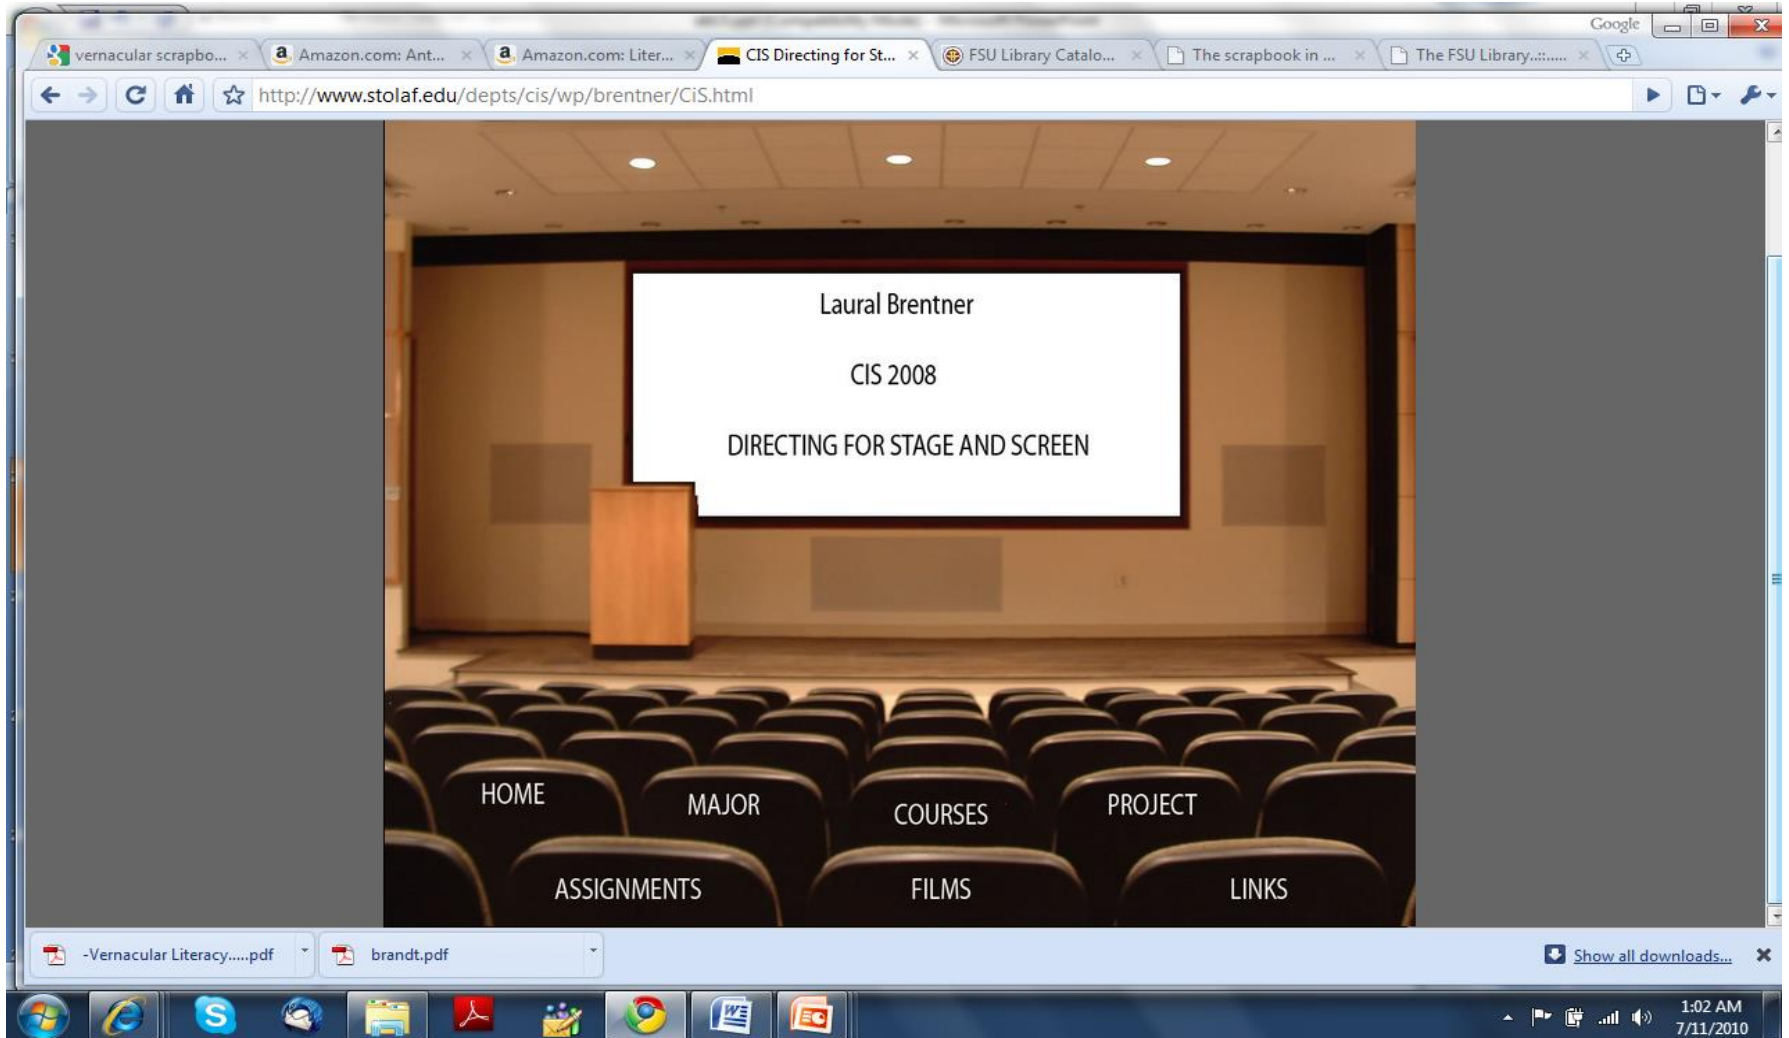 Google
vernacular scrapbo...
Amazon.com: Ant...
Amazon.com: Liter...
CIS Directing for St...
FSU Library Catalo...
The scrapbook in ...
The FSU Library..::.....
http://www.stolaf.edu/depts/cis/wp/brentner/CiS.html
Laural Brentner
CIS 2008
DIRECTING FOR STAGE AND SCREEN
HOME
MAJOR
COURSES
PROJECT
ASSIGNMENTS
FILMS
LINKS
-Vernacular Literacy.....pdf
brandt.pdf
Show all downloads...
1:02 AM
7/11/2010